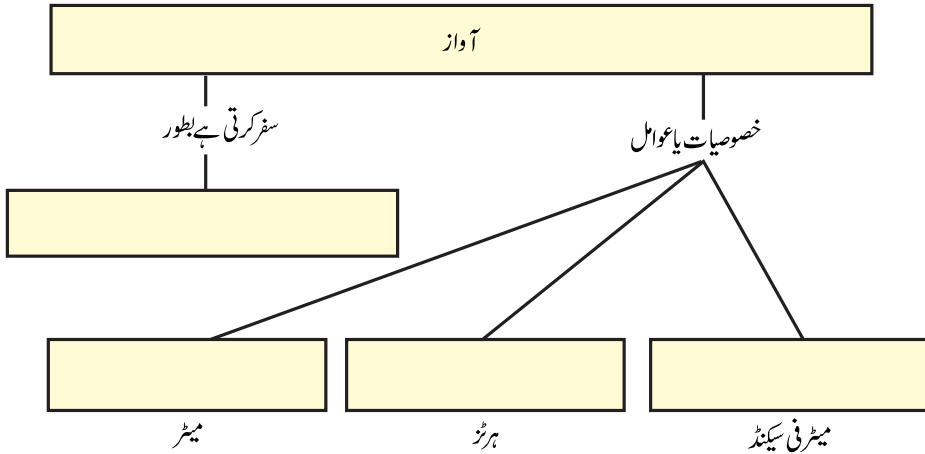 آواز
خصوصیات یا عوامل
سفر کرتی ہے بطور
میٹر فی سیکنڈ
ہرٹز
میٹر